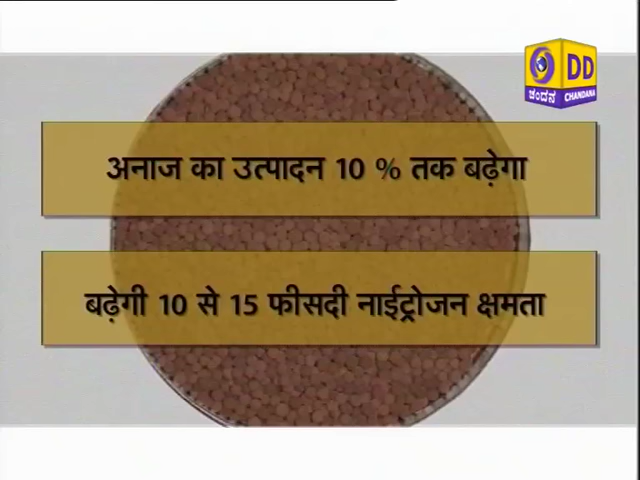 DD
ಚಂದನ CHANDANA
अनाज का उत्पादन 10 % तक बढ़ेगा
बढ़ेगी 10 से 15 फीसदी नाईट्रोजन क्षमता